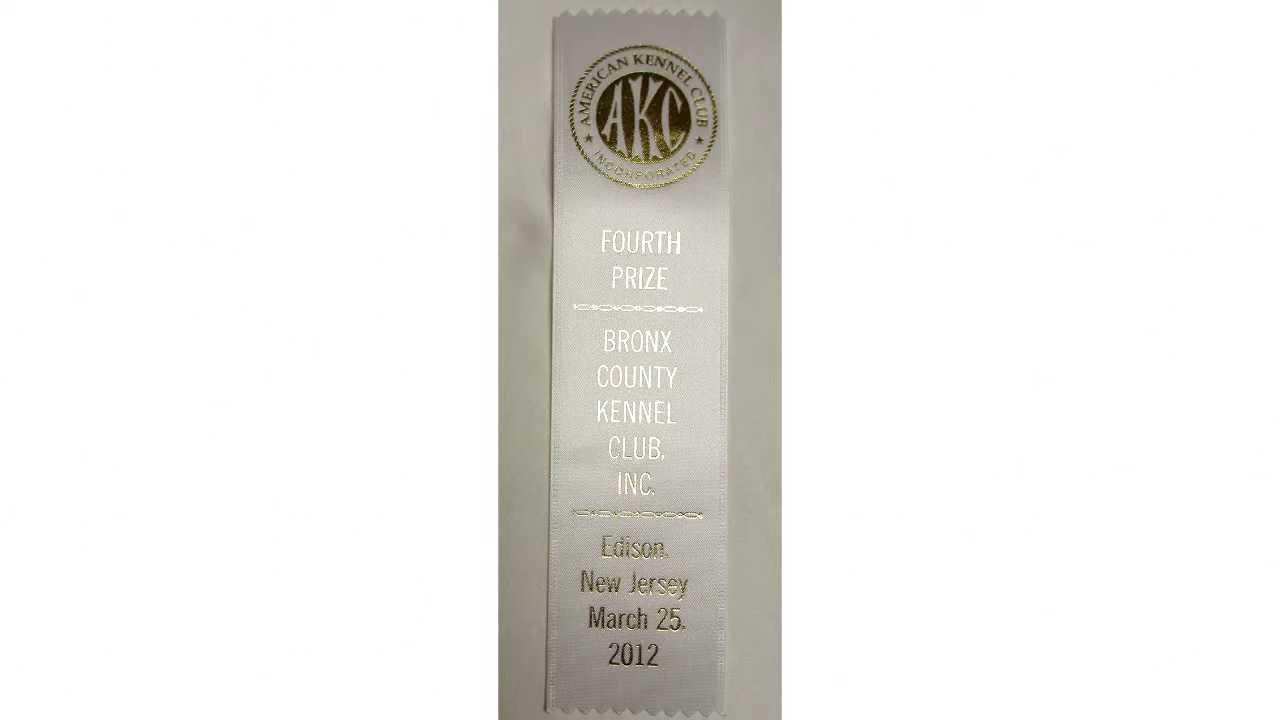 AMERICAN KENNEL CLUB
AKC
INCORPORATED
FOURTH
PRIZE
BRONX
COUNTY
KENNEL
CLUB,
INC.
Edison,
New Jersey
March 25,
2012